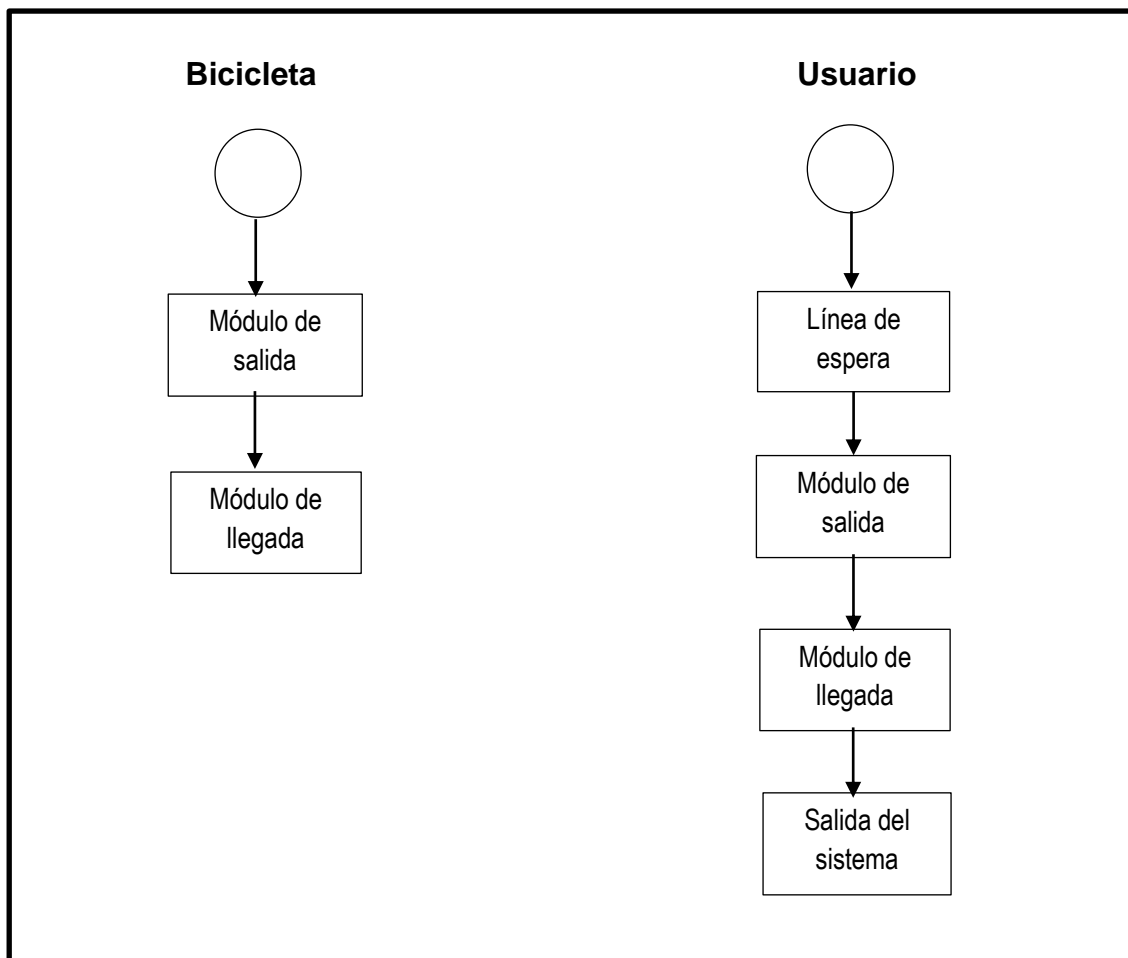 Bicicleta
Módulo de
salida
Módulo de
llegada
Usuario
Línea de
espera
Módulo de
salida
Módulo de
llegada
Salida del
sistema